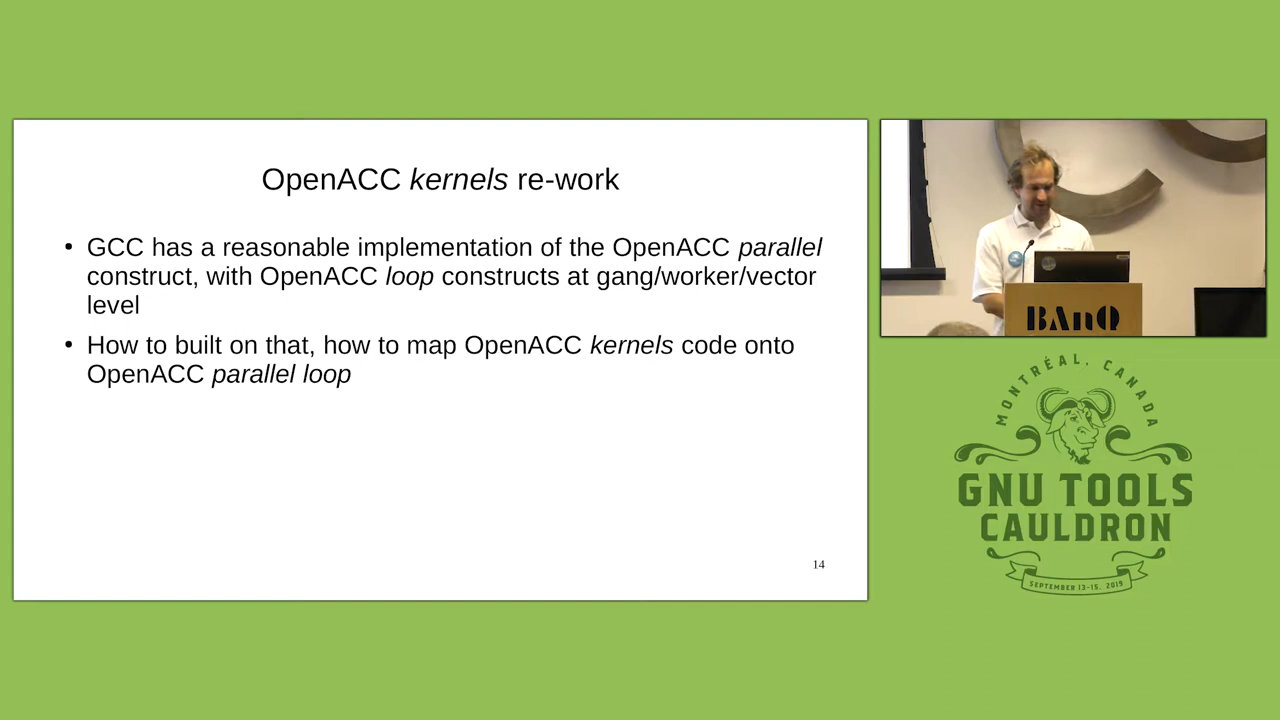 OpenACC kernels re-work
• GCC has a reasonable implementation of the OpenACC parallel
construct, with OpenACC loop constructs at gang/worker/vector
level
• How to built on that, how to map OpenACC kernels code onto
OpenACC parallel loop
14
BAnQ
MONTRÉAL, CANADA
GNU TOOLS
CAULDRON
SEPTEMBER 13-15, 2019